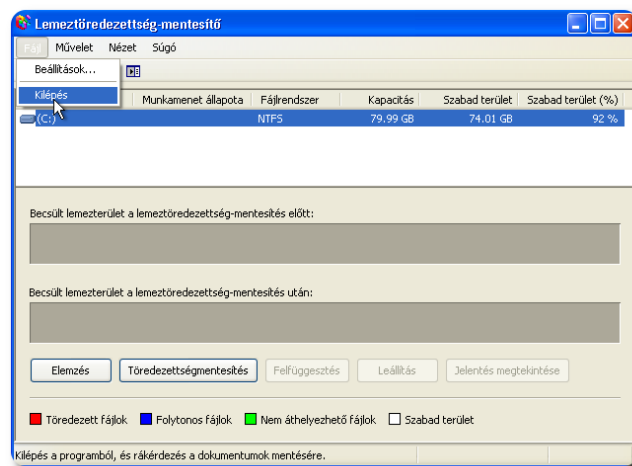 Lemeztöredezettség-mentesítő
Fájl Művelet Nézet Súgó
Beállítások...
Kilépés
Munkamenet állapota Fájlrendszer Kapacitás Szabad terület Szabad terület (%)
(C:) NTFS 79.99 GB 74.01 GB 92 %
Becsült lemezterület a lemeztöredezettség-mentesítés előtt:
Becsült lemezterület a lemeztöredezettség-mentesítés után:
Elemzés Töredezettségmentesítés Felfüggesztés Leállítás Jelentés megtekintése
Töredezett fájlok Folytonos fájlok Nem áthelyezhető fájlok Szabad terület
Kilépés a programból, és rákérdezés a dokumentumok mentésére.